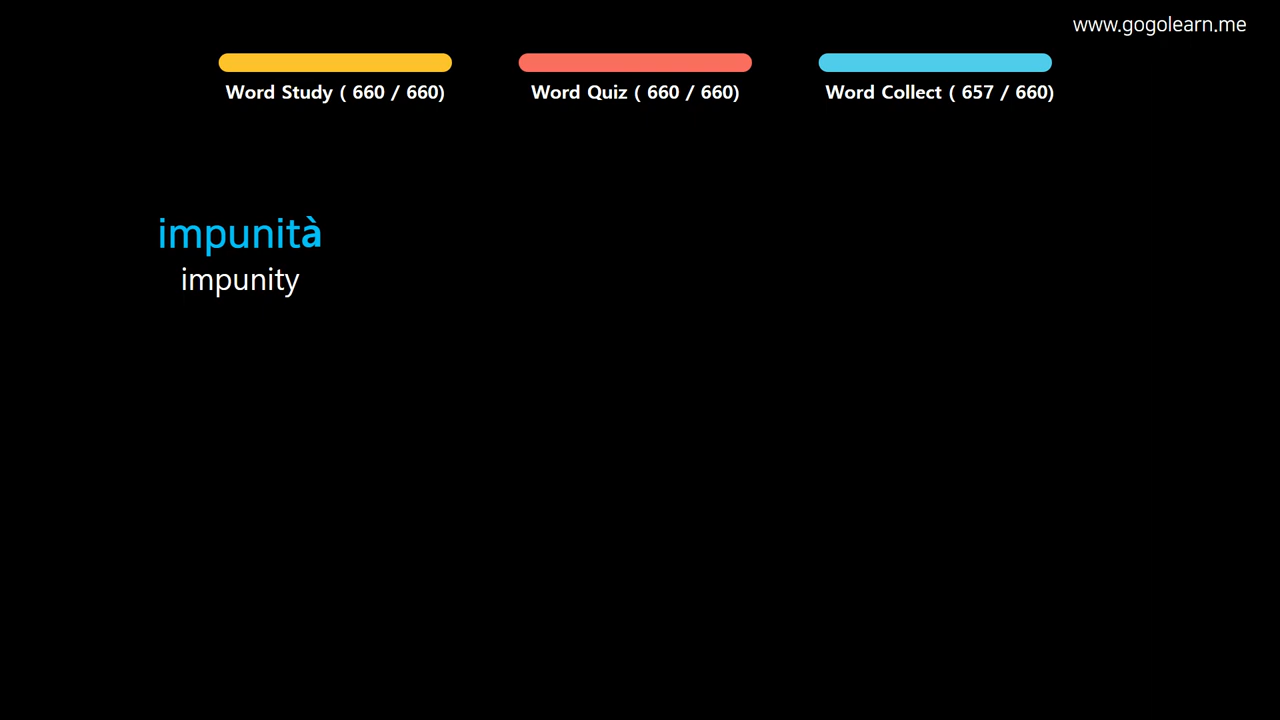 www.gogolearn.me
Word Study ( 660 / 660)
Word Quiz ( 660 / 660)
Word Collect ( 657 / 660)
impunità
impunity